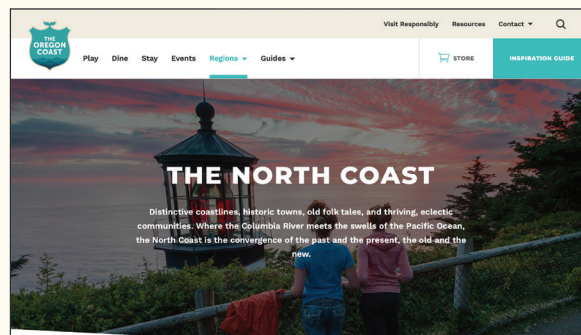 Visit Responsibly Resources Contact
THE
OREGON
COAST
Play Dine Stay Events Regions Guides
STORE
INSPIRATION GUIDE
THE NORTH COAST
Distinctive coastlines, historic towns, old folk tales, and thriving, eclectic
communities. Where the Columbia River meets the swells of the Pacific Ocean,
the North Coast is the convergence of the past and the present, the old and the
new.